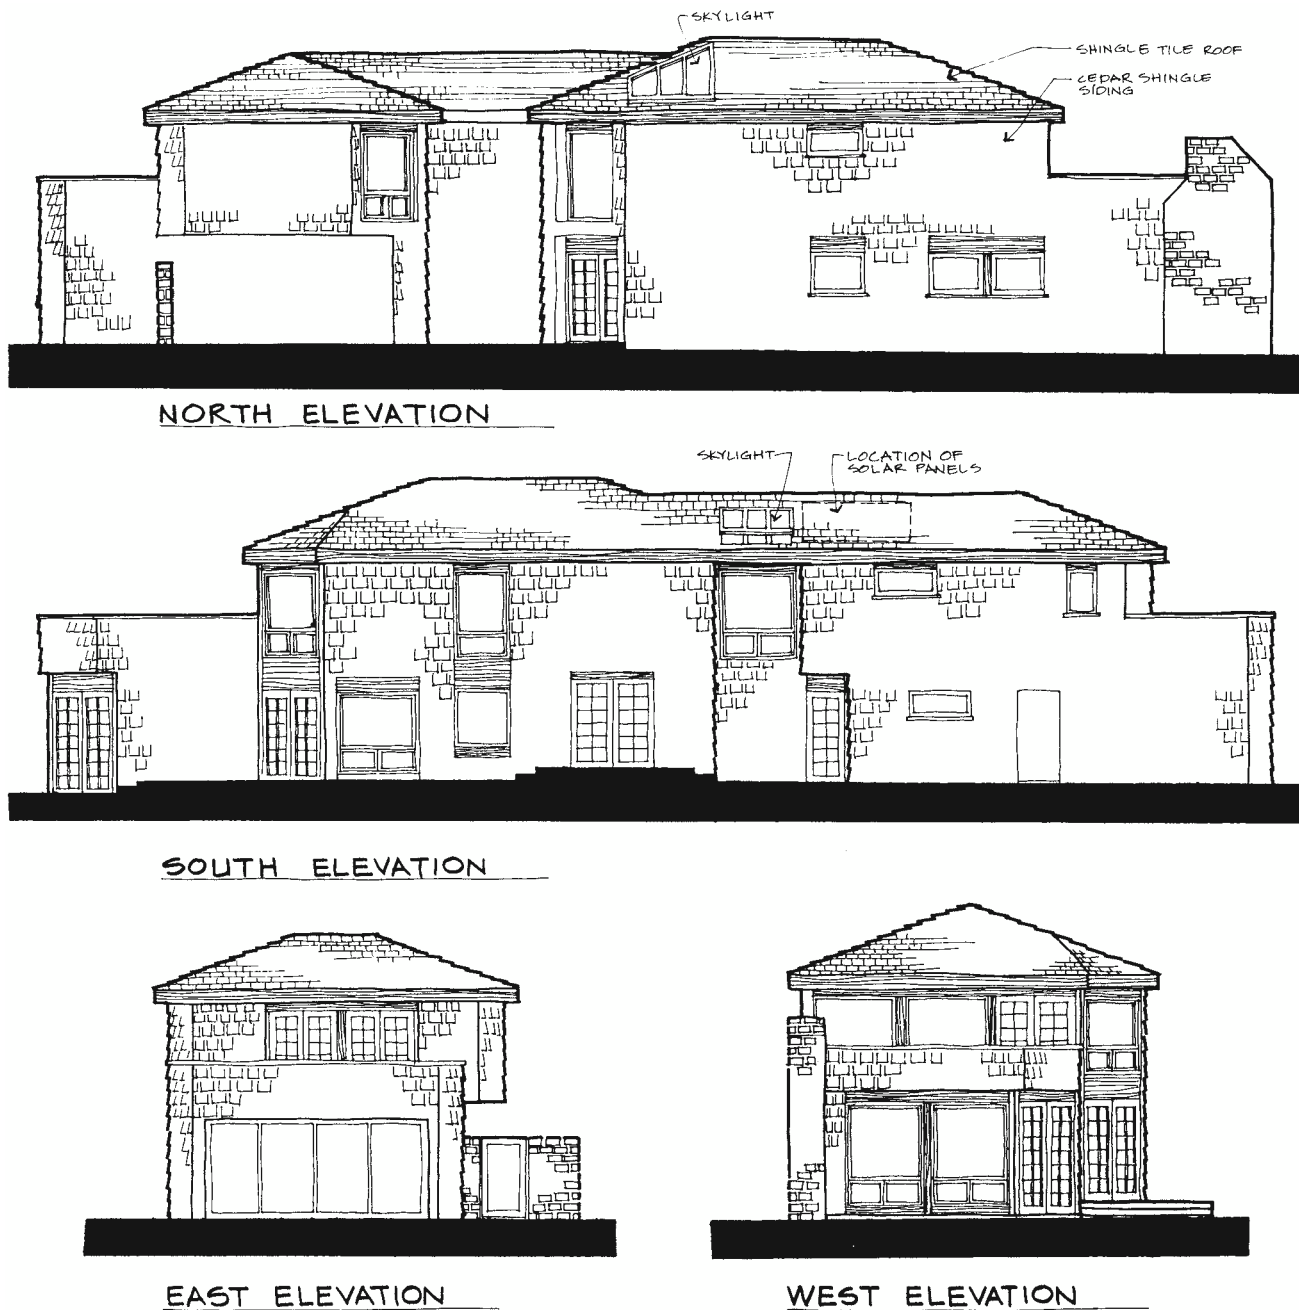 SKYLIGHT
SHINGLE TILE ROOF
CEDAR SHINGLE
SIDING
NORTH ELEVATION
SKYLIGHT
LOCATION OF
SOLAR PANELS
SOUTH ELEVATION
EAST ELEVATION
WEST ELEVATION